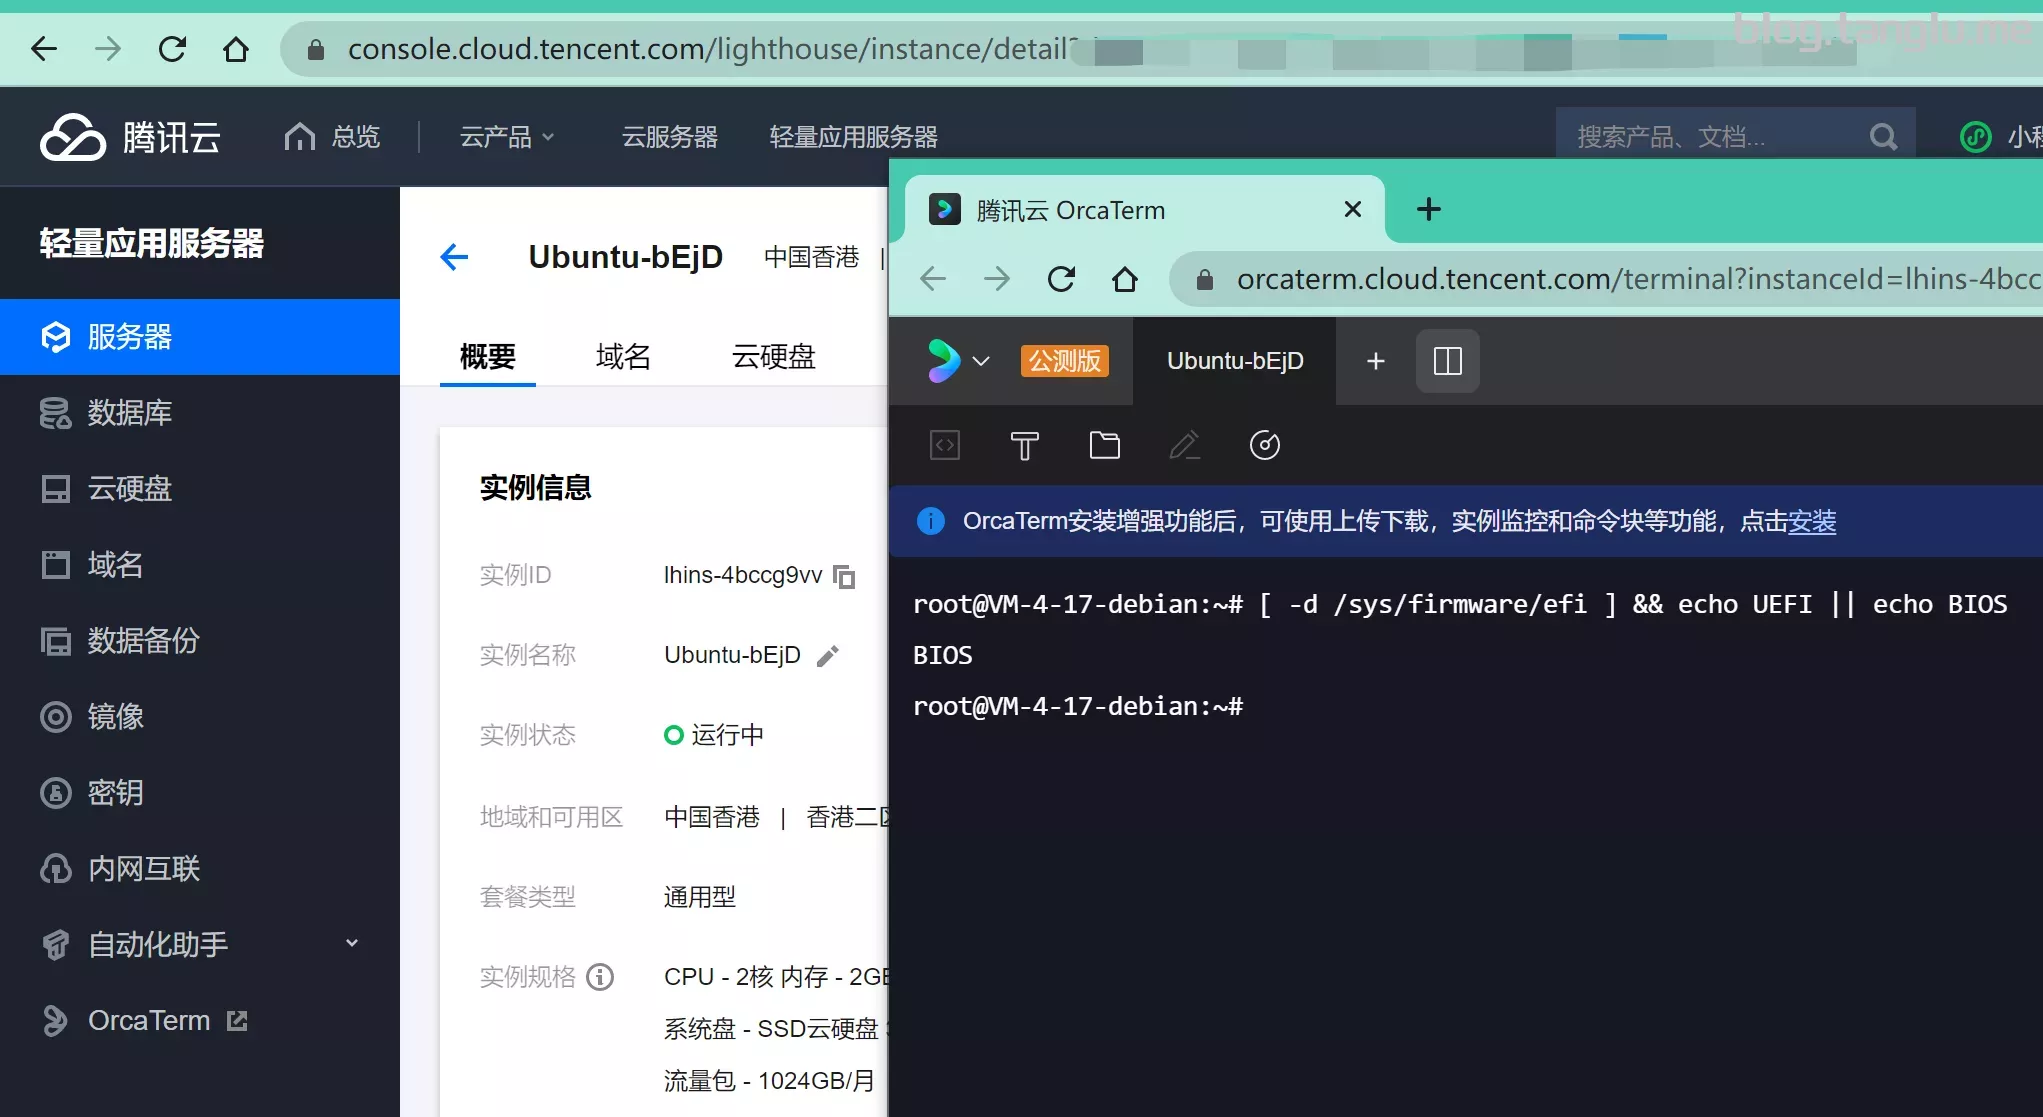 blog.tanglu.me
console.cloud.tencent.com/lighthouse/instance/detail?
腾讯云 总览 云产品 云服务器 轻量应用服务器 搜索产品、文档... 小程
轻量应用服务器
服务器
数据库
云硬盘
域名
数据备份
镜像
密钥
内网互联
自动化助手
OrcaTerm
Ubuntu-bEjD 中国香港 |
概要 域名 云硬盘
实例信息
实例ID lhins-4bccg9vv
实例名称 Ubuntu-bEjD
实例状态 运行中
地域和可用区 中国香港 | 香港二区
套餐类型 通用型
实例规格 CPU - 2核 内存 - 2GB
系统盘 - SSD云硬盘
流量包 - 1024GB/月
腾讯云 OrcaTerm
orcaterm.cloud.tencent.com/terminal?instanceId=lhins-4bcc
公测版 Ubuntu-bEjD
OrcaTerm安装增强功能后，可使用上传下载，实例监控和命令块等功能，点击安装
root@VM-4-17-debian:~# [ -d /sys/firmware/efi ] && echo UEFI || echo BIOS
BIOS
root@VM-4-17-debian:~#